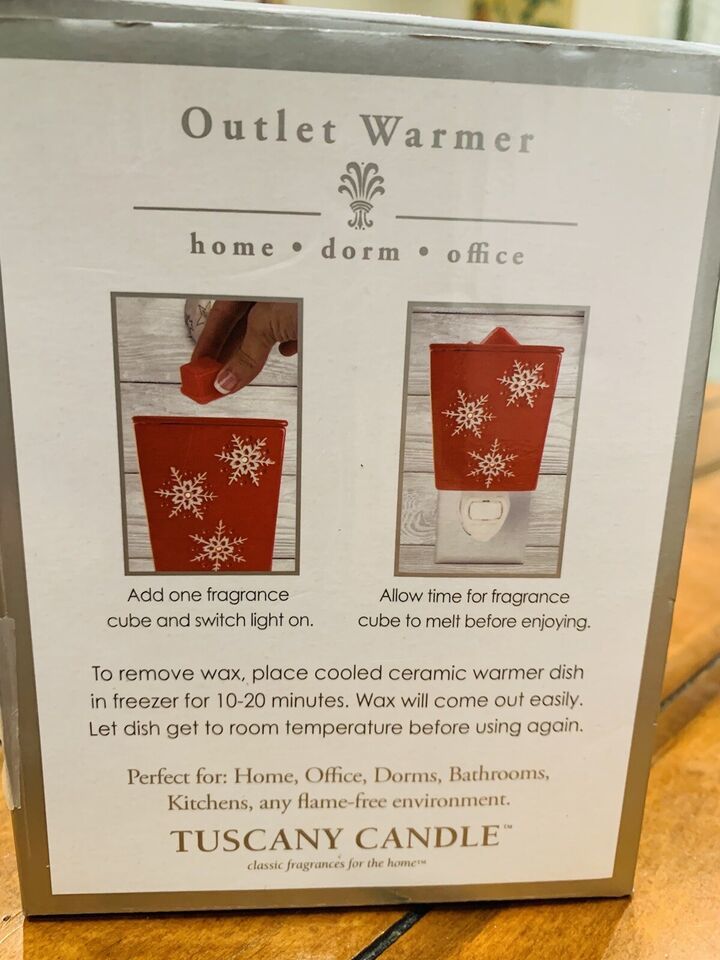 Outlet Warmer
home • dorm • office
Add one fragrance
cube and switch light on.
Allow time for fragrance
cube to melt before enjoying.
To remove wax, place cooled ceramic warmer dish
in freezer for 10-20 minutes. Wax will come out easily.
Let dish get to room temperature before using again.
Perfect for: Home, Office, Dorms, Bathrooms,
Kitchens, any flame-free environment.
TUSCANY CANDLE™
classic fragrances for the home™